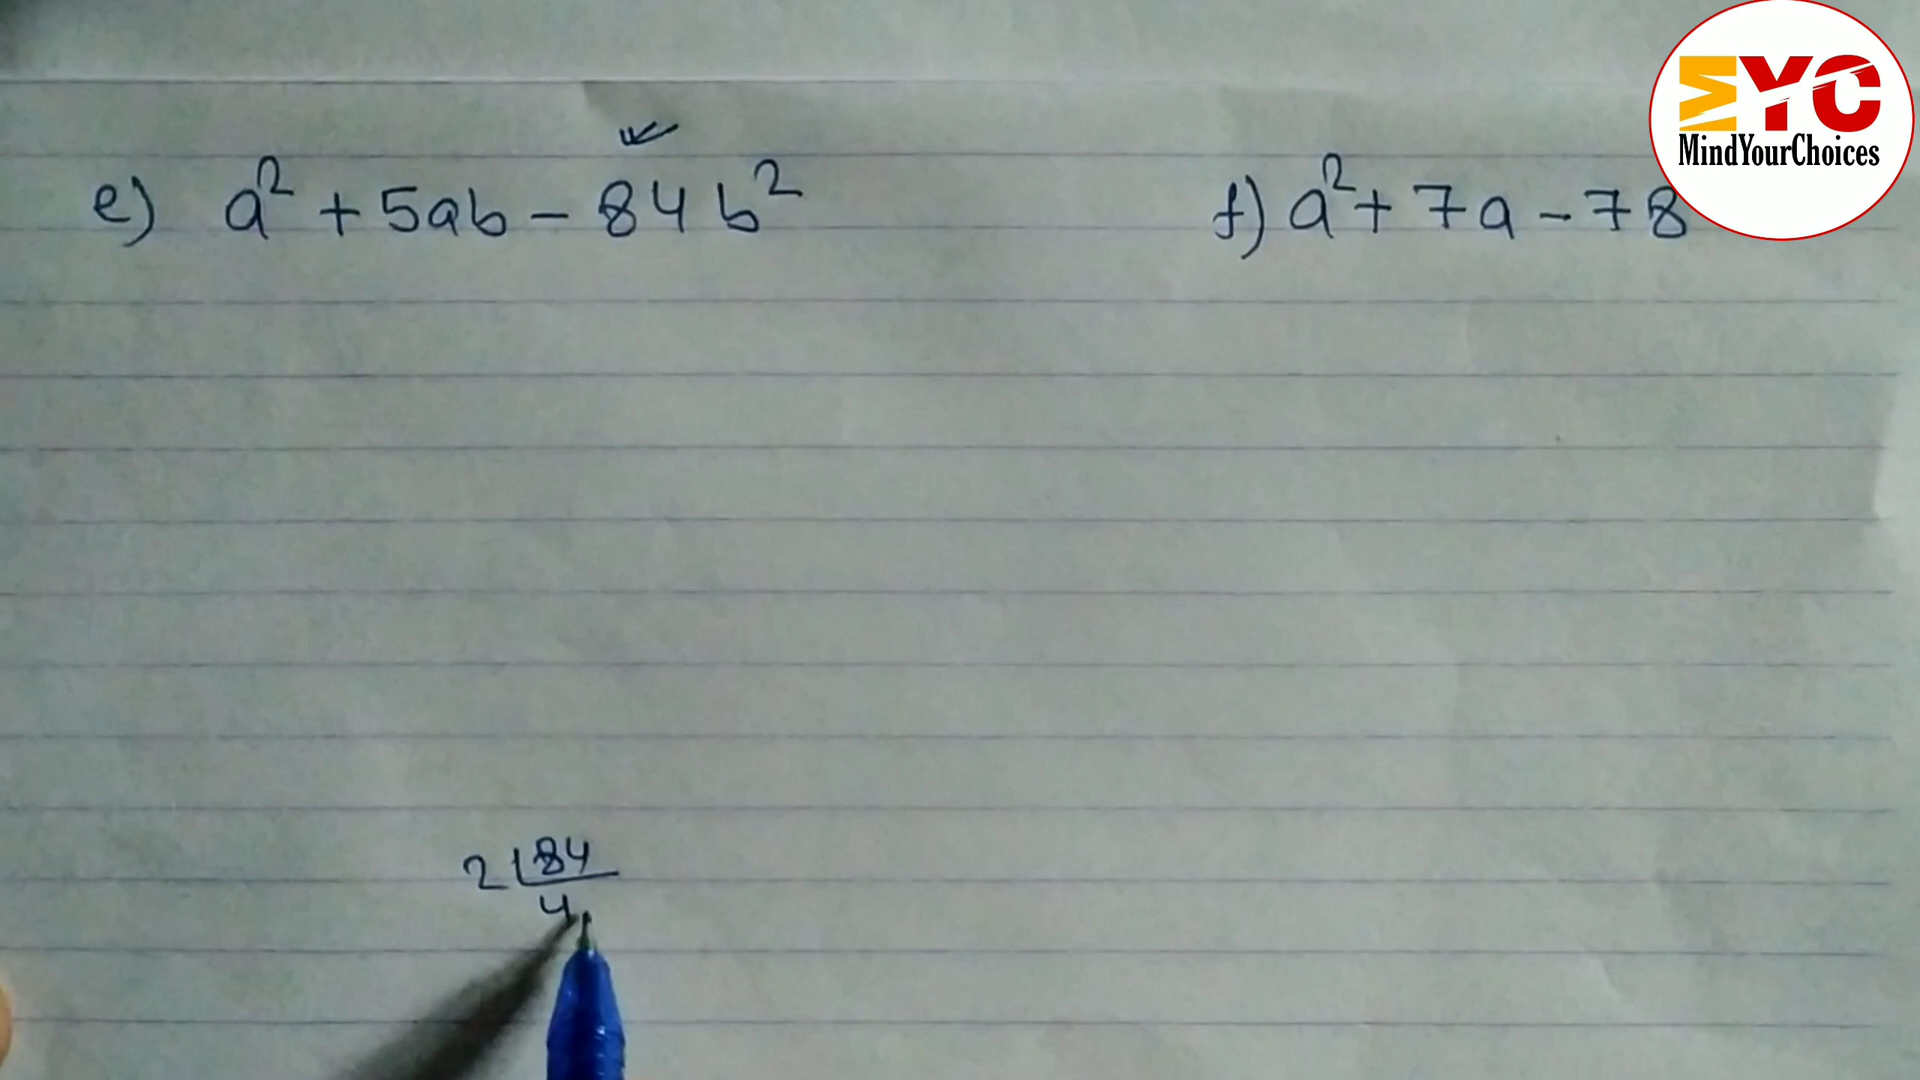 e) a² + 5ab - 84b²
f) a² + 7a - 78
MYC
MindYourChoices
2 | 84
4